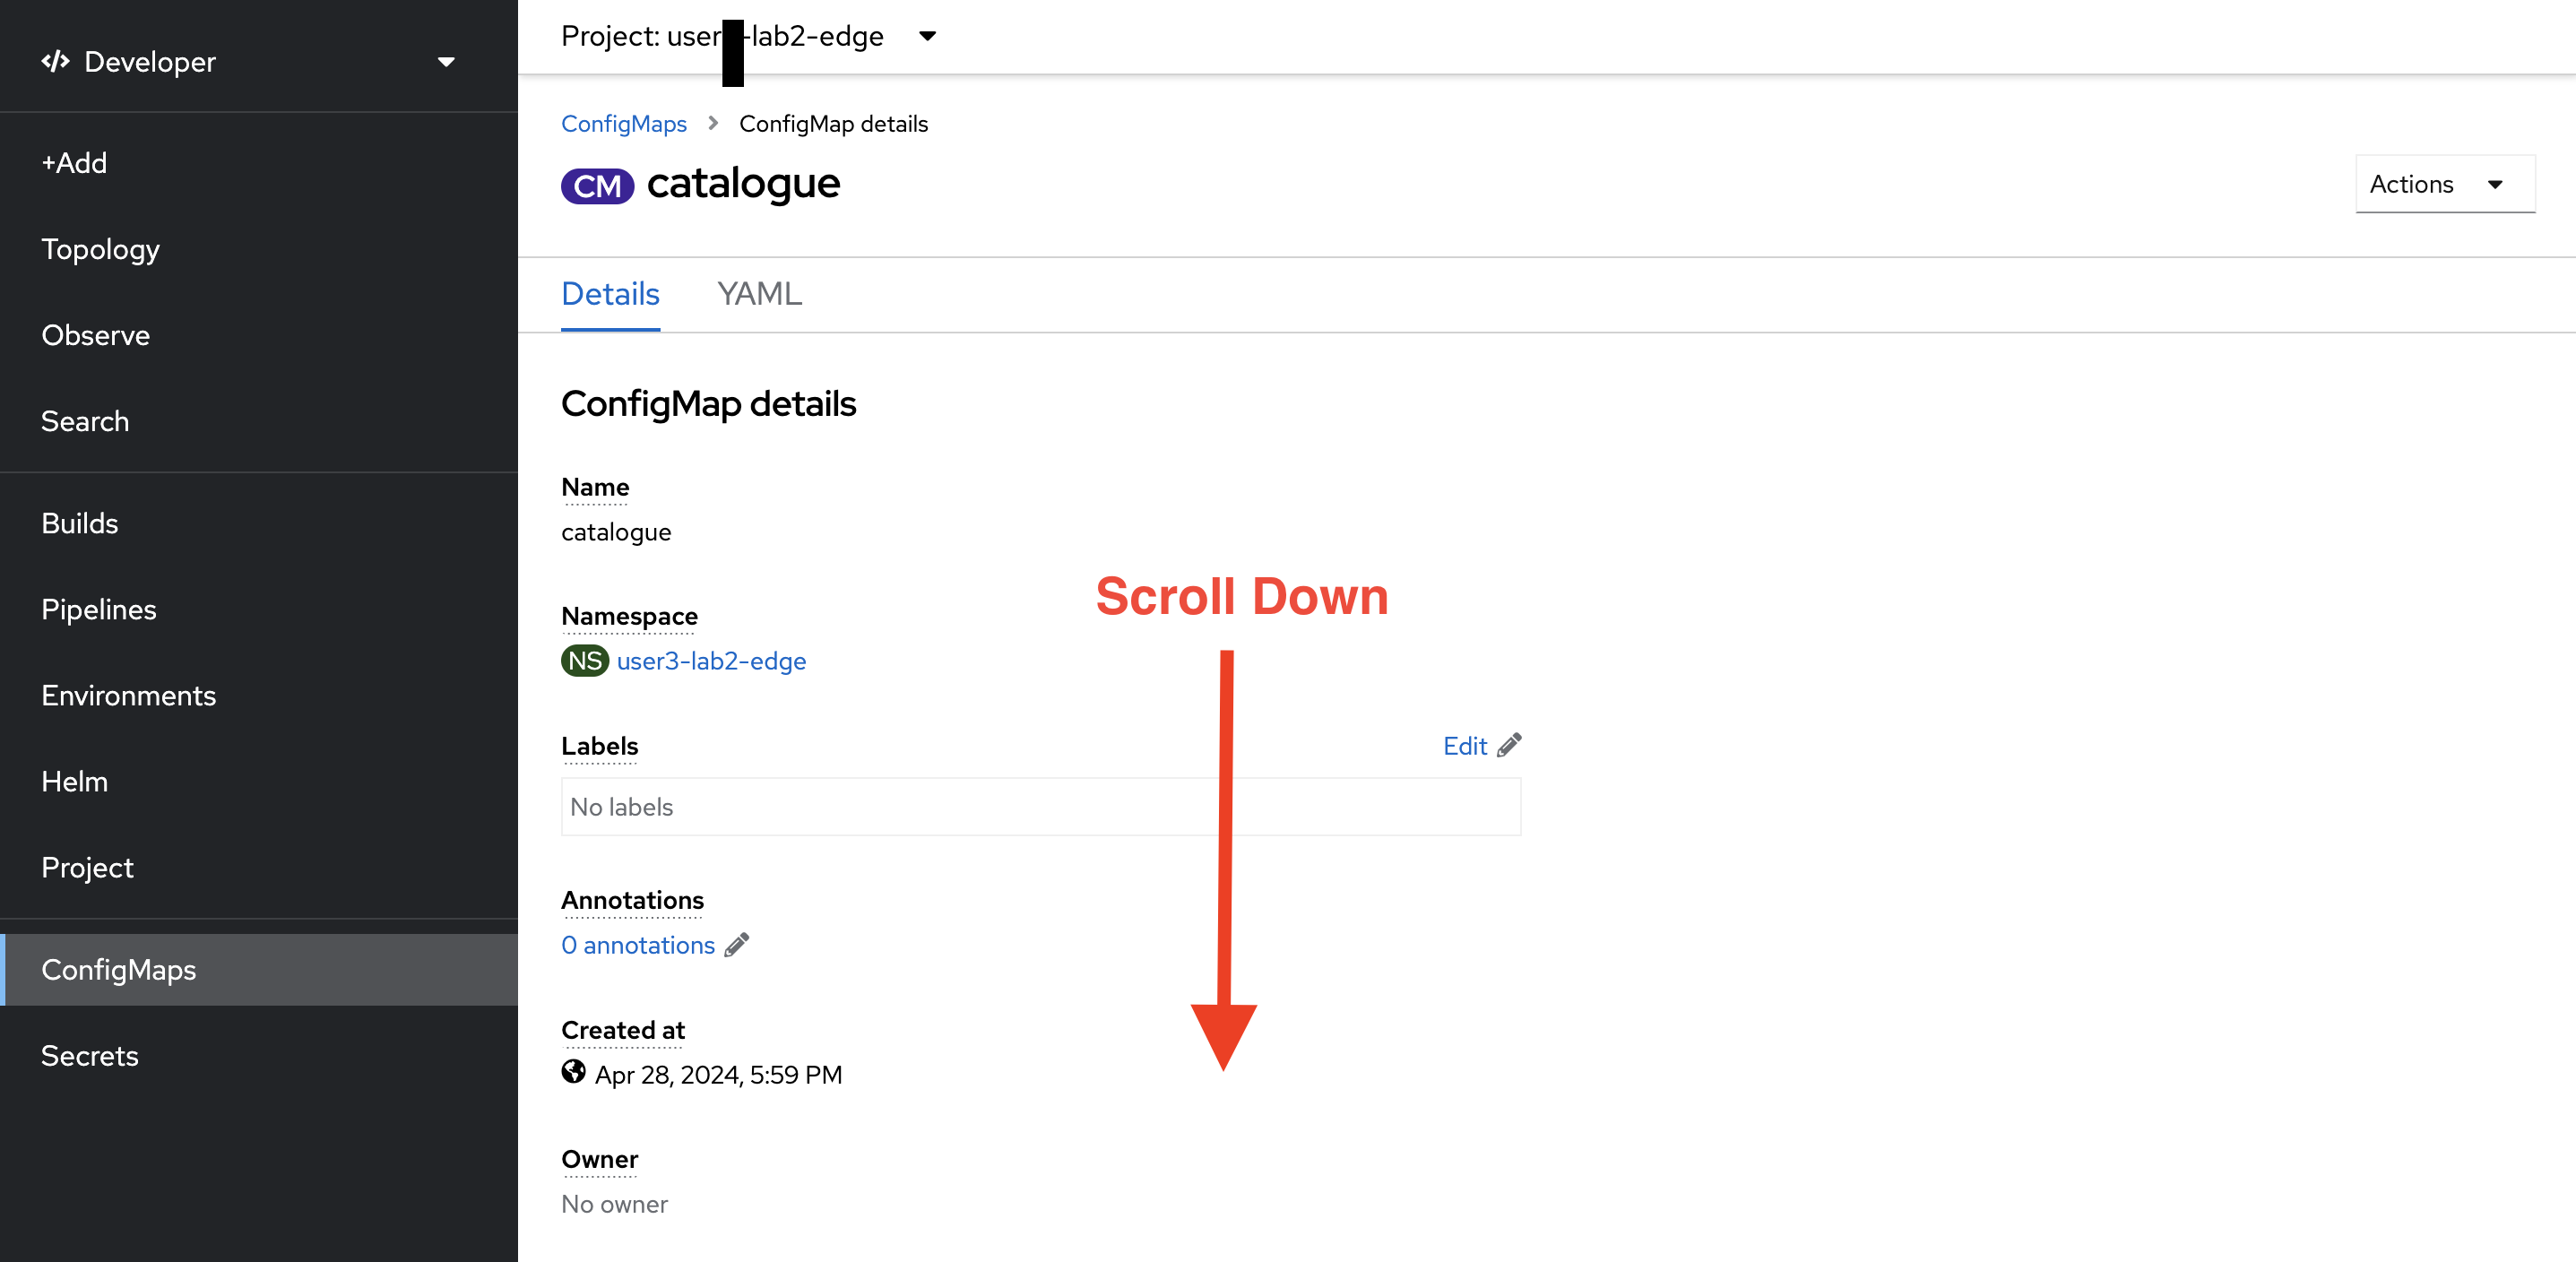 Developer
+Add
Topology
Observe
Search
Builds
Pipelines
Environments
Helm
Project
ConfigMaps
Secrets
Project: user -lab2-edge
ConfigMaps > ConfigMap details
CM catalogue
Actions
Details YAML
ConfigMap details
Name
catalogue
Namespace
NS user3-lab2-edge
Labels Edit
No labels
Annotations
0 annotations
Created at
Apr 28, 2024, 5:59 PM
Owner
No owner
Scroll Down